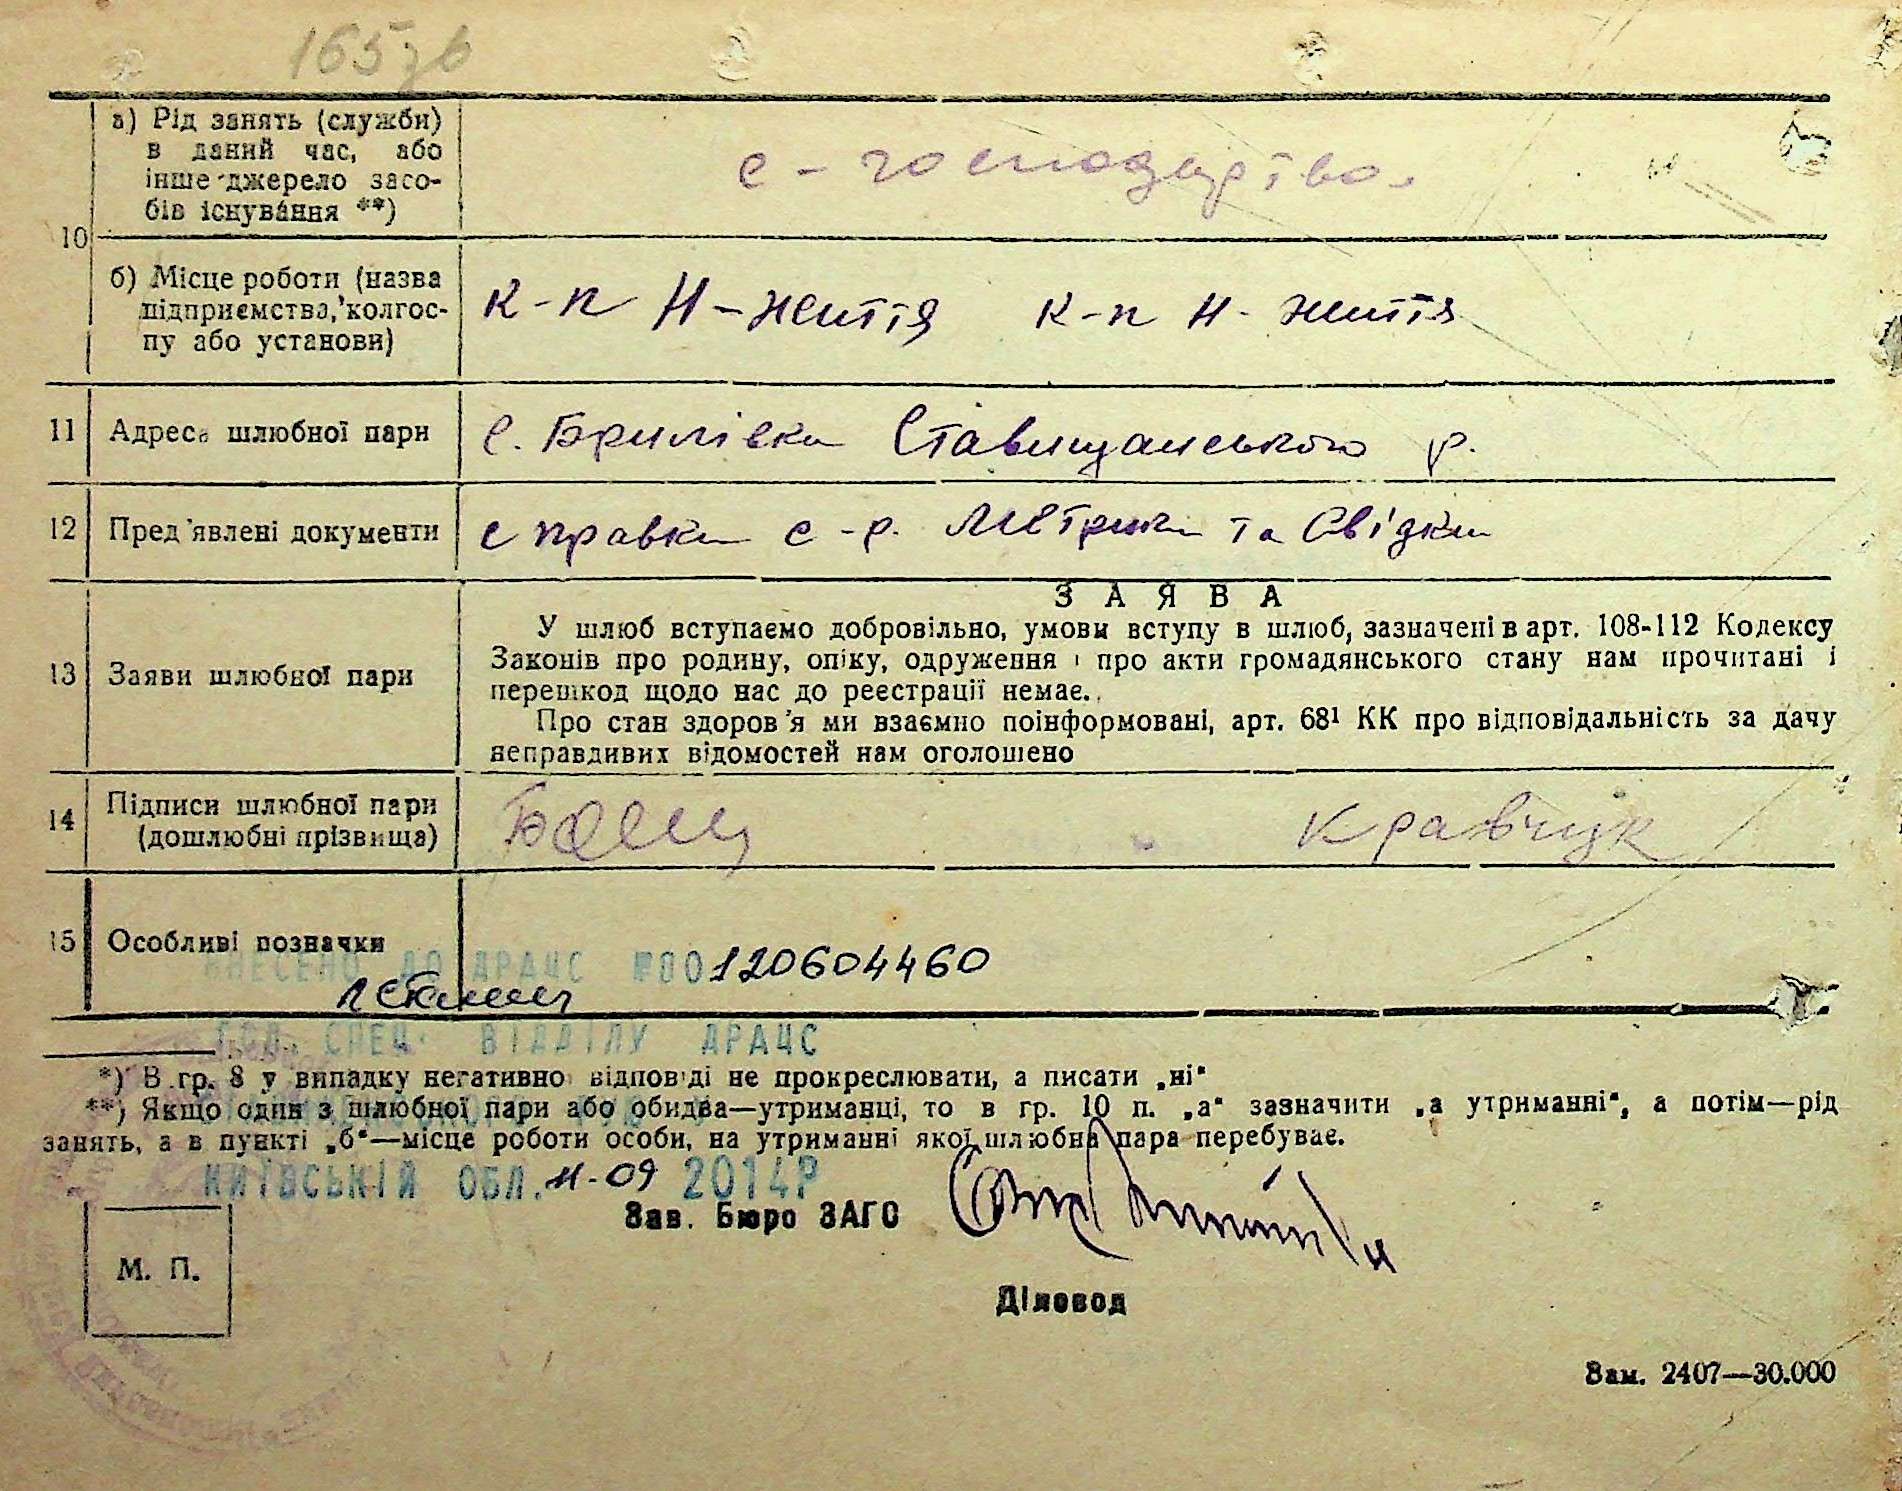 165зв
а) Рід занять (служби)
в даний час, або
інше джерело засо-
бів існування **)
с-господарство.
10
б) Місце роботи (назва
підприємства, колгос-
пу або установи)
к-п Н-життя к-п Н-життя
11 Адреса шлюбної пари с. Брилівка Ставищанського р.
12 Пред'явлені документи справки с-р. Метрики та Свідки
ЗАЯВА
У шлюб вступаємо добровільно, умови вступу в шлюб, зазначені в арт. 108-112 Кодексу
13 Заяви шлюбної пари Законів про родину, опіку, одруження і про акти громадянського стану нам прочитані і
перешкод щодо нас до реєстрації немає.
Про стан здоров'я ми взаємно поінформовані, арт. 68¹ КК про відповідальність за дачу
неправдивих відомостей нам оголошено
14 Підписи шлюбної пари
(дошлюбні прізвища)
Кравчук
15 Особливі позначки
ВНЕСЕНО ДО ДРАЦС №00120604460
СПЕЦ. ВІДДІЛУ ДРАЦС
*) В гр. 8 у випадку негативної відповіді не прокреслювати, а писати „ні“
**) Якщо один з шлюбної пари або обидва—утриманці, то в гр. 10 п. „а“ зазначити „а утриманні“, а потім—рід
занять, а в пункті „б“—місце роботи особи, на утриманні якої шлюбна пара перебуває.
КИЇВСЬКІЙ ОБЛ. 11-09 2014Р
Зав. Бюро ЗАГС
М. П.
Діловод
Зам. 2407—30.000